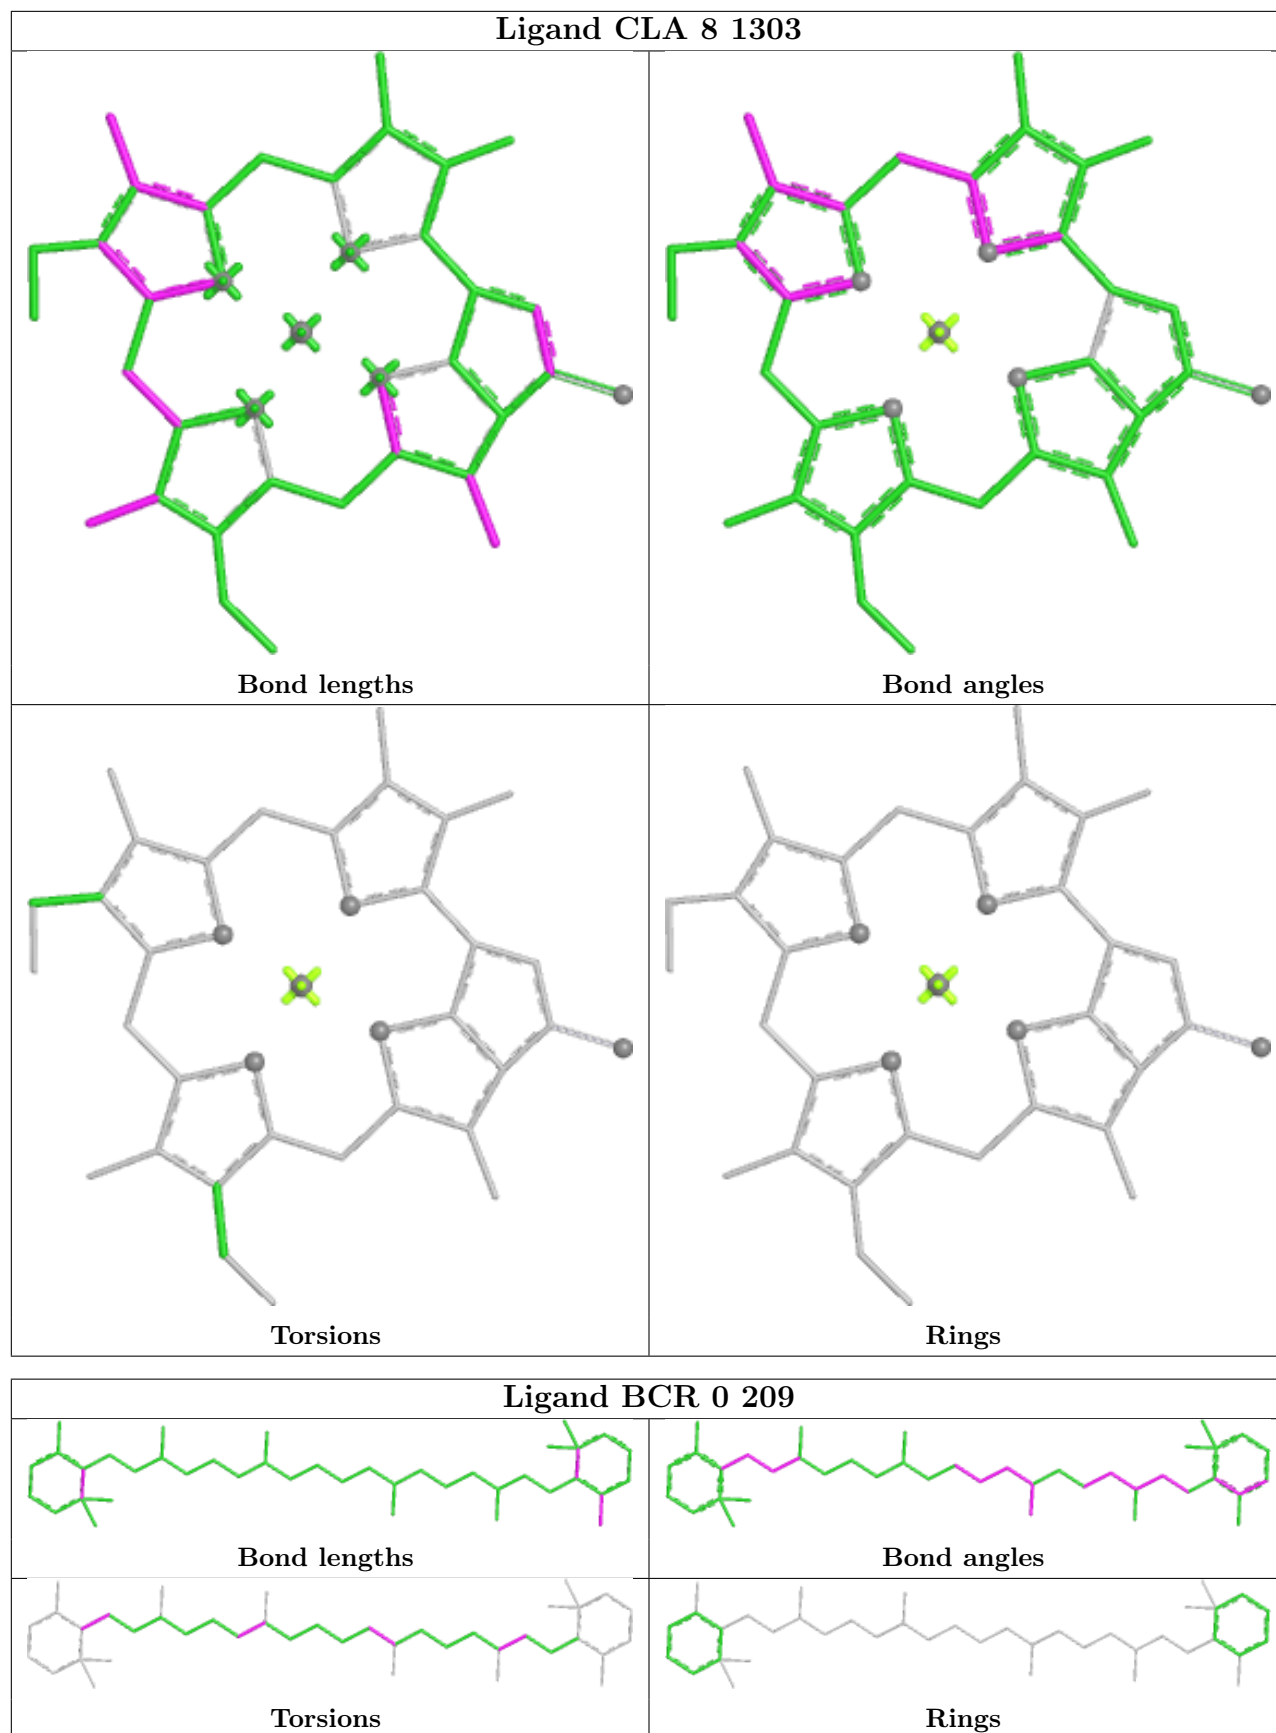 Ligand CLA 8 1303
Bond lengths
Bond angles
Torsions
Rings
Ligand BCR 0 209
Bond lengths
Bond angles
Torsions
Rings